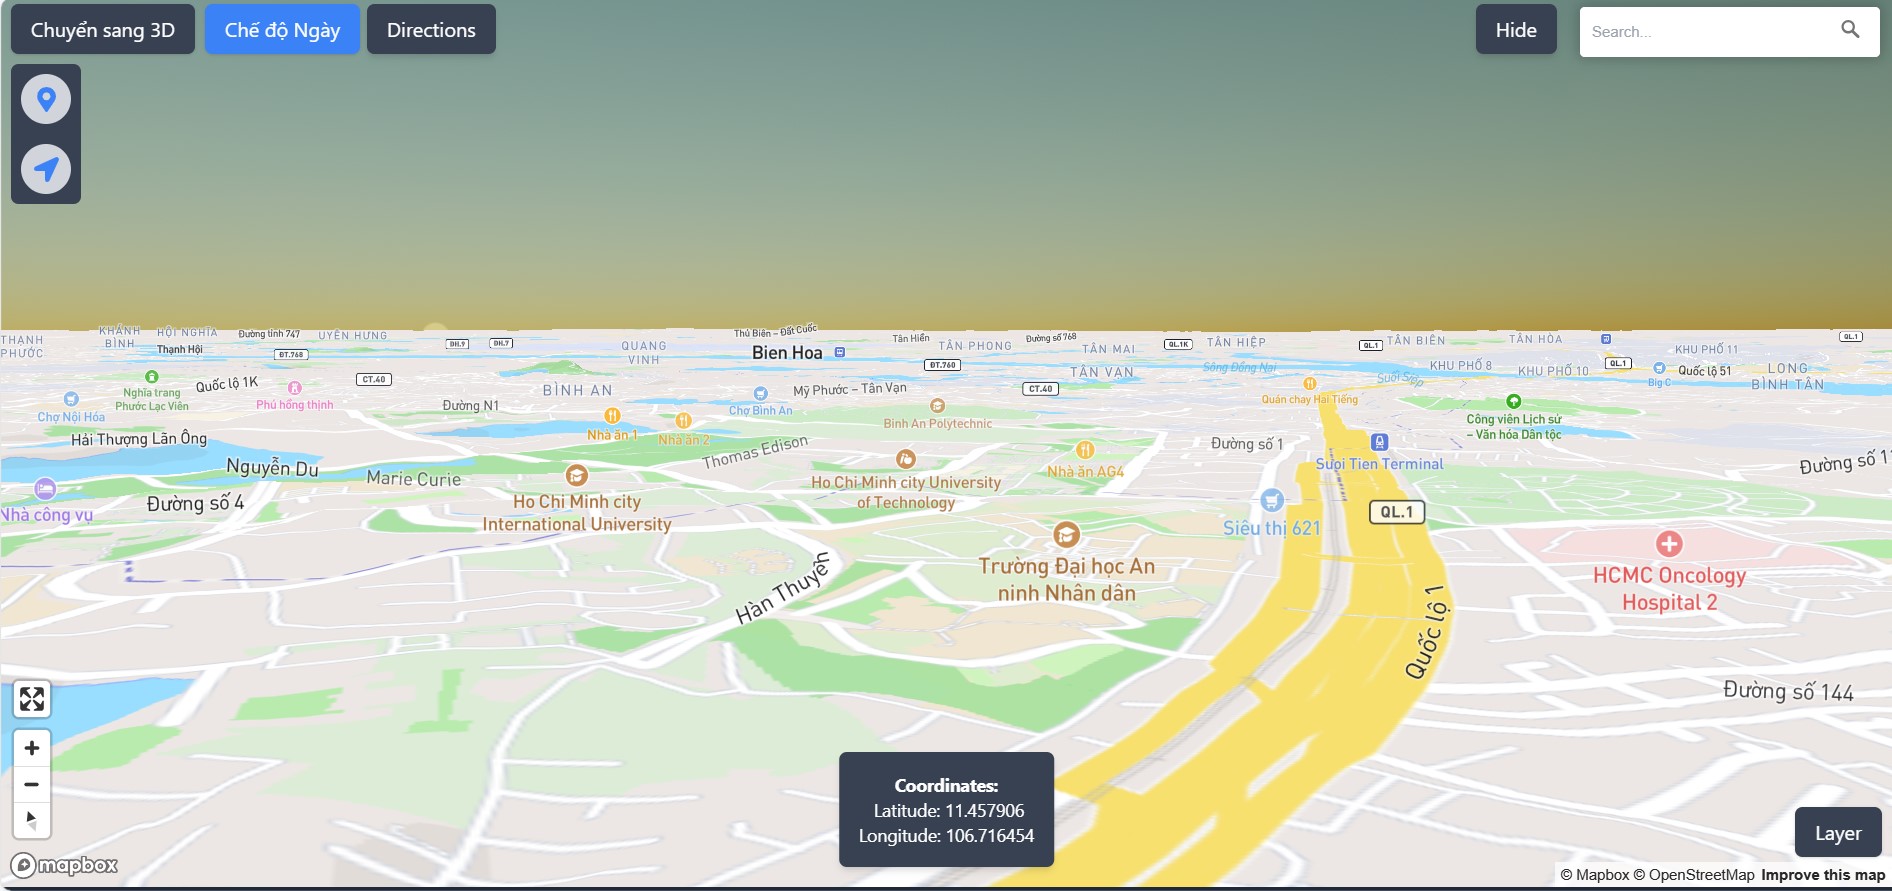 Chuyển sang 3D
Chế độ Ngày
Directions
Hide
Search...
THẠNH
PHƯỚC
KHÁNH
BÌNH
HỘI NGHĨA
Thạnh Hội
Đường tỉnh 747
UYÊN HƯNG
ĐT.768
ĐH.9
ĐH.7
QUANG
VINH
Thủ Biên – Đất Cuốc
Bien Hoa
Tân Hiền
TÂN PHONG
ĐT.760
Đường số 768
TÂN MAI
TÂN VẠN
QL.1K
TÂN HIỆP
Sông Đồng Nai
QL.1
TÂN BIÊN
TÂN HÒA
QL.1
QL.1
KHU PHỐ 11
KHU PHỐ 8
KHU PHỐ 10
Big C
Quốc lộ 51
LONG
BÌNH TÂN
Nghĩa trang
Phước Lạc Viên
Quốc lộ 1K
Phú hồng thịnh
CT.40
BÌNH AN
Chợ Bình An
Mỹ Phước – Tân Vạn
CT.40
Suối Sẹp
Quán chay Hai Tiếng
Chợ Nội Hóa
Đường N1
Nhà ăn 1
Nhà ăn 2
Binh An Polytechnic
Công viên Lịch sử
– Văn hóa Dân tộc
Hải Thượng Lãn Ông
Thomas Edison
Đường số 1
Suoi Tien Terminal
Nguyễn Du
Marie Curie
Nhà ăn AG4
Nhà công vụ
Đường số 4
Ho Chi Minh city
International University
Ho Chi Minh city University
of Technology
Siêu thị 621
QL.1
Trường Đại học An
ninh Nhân dân
HCMC Oncology
Hospital 2
Hàn Thuyên
Quốc lộ 1
Đường số 144
Coordinates:
Latitude: 11.457906
Longitude: 106.716454
Layer
mapbox
© Mapbox © OpenStreetMap Improve this map